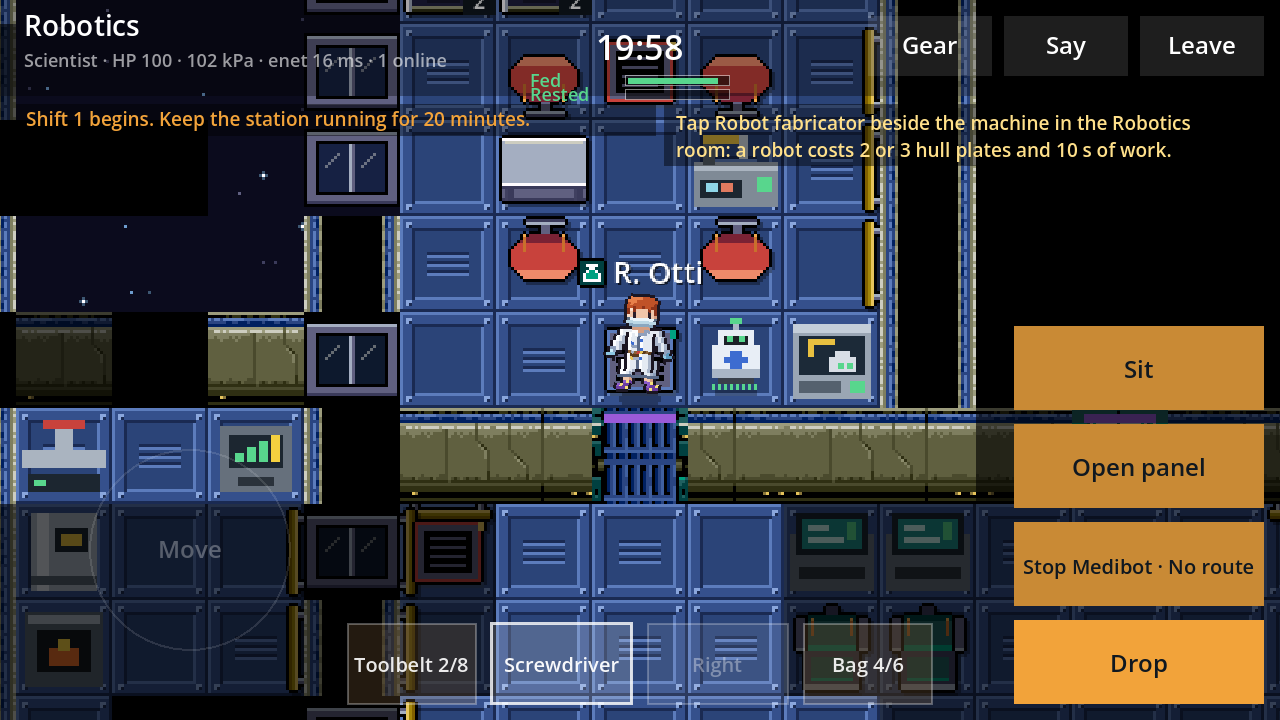 Robotics
Scientist · HP 100 · 102 kPa · enet 16 ms · 1 online
19:58
Fed
Rested
Gear
Say
Leave
Shift 1 begins. Keep the station running for 20 minutes.
Tap Robot fabricator beside the machine in the Robotics
room: a robot costs 2 or 3 hull plates and 10 s of work.
R. Otti
Sit
Open panel
Stop Medibot · No route
Drop
Move
Toolbelt 2/8
Screwdriver
Right
Bag 4/6